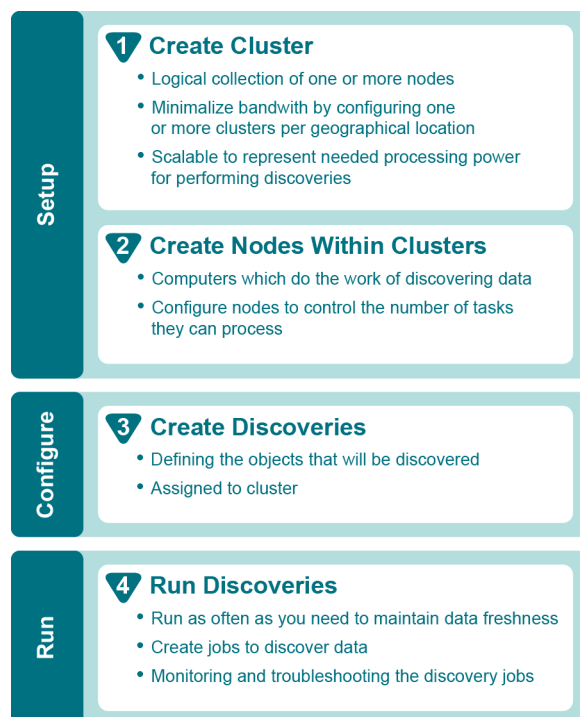 Setup
1 Create Cluster
• Logical collection of one or more nodes
• Minimalize bandwith by configuring one
or more clusters per geographical location
• Scalable to represent needed processing power
for performing discoveries
2 Create Nodes Within Clusters
• Computers which do the work of discovering data
• Configure nodes to control the number of tasks
they can process
Configure
3 Create Discoveries
• Defining the objects that will be discovered
• Assigned to cluster
Run
4 Run Discoveries
• Run as often as you need to maintain data freshness
• Create jobs to discover data
• Monitoring and troubleshooting the discovery jobs